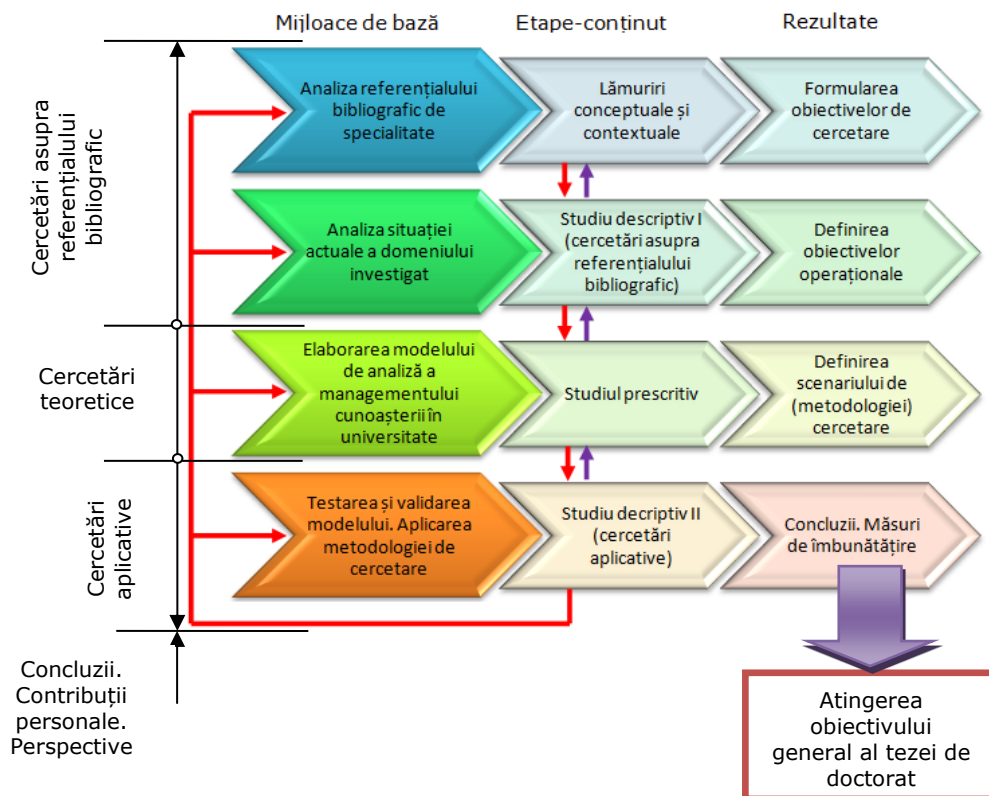 Mijloace de bază
Etape-conținut
Rezultate
Cercetări asupra
referențialului
bibliografic
Analiza referențialului
bibliografic de
specialitate
Lămuriri
conceptuale și
contextuale
Formularea
obiectivelor de
cercetare
Analiza situației
actuale a domeniului
investigat
Studiu descriptiv I
(cercetări asupra
referențialului
bibliografic)
Definirea
obiectivelor
operaționale
Cercetări
teoretice
Elaborarea modelului
de analiză a
managementului
cunoașterii în
universitate
Studiul prescritiv
Definirea
scenariului de
(metodologiei)
cercetare
Cercetări
aplicative
Testarea și validarea
modelului. Aplicarea
metodologiei de
cercetare
Studiu decriptiv II
(cercetări
aplicative)
Concluzii. Măsuri
de îmbunătățire
Concluzii.
Contribuții
personale.
Perspective
Atingerea
obiectivului
general al tezei de
doctorat